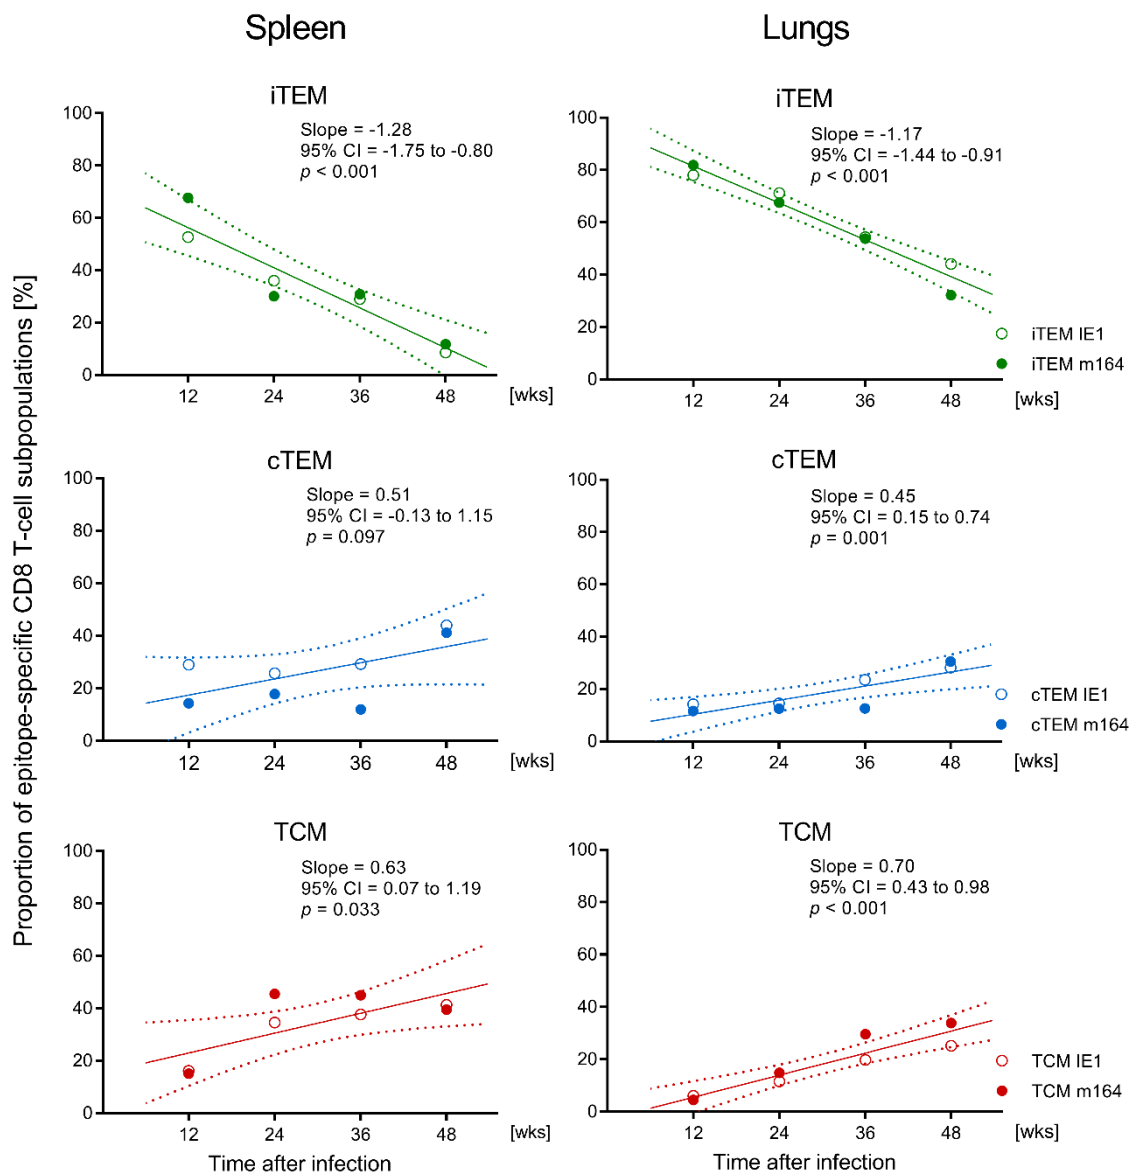 Spleen
Lungs
Proportion of epitope-specific CD8 T-cell subpopulations [%]
iTEM
Slope = -1.28
95% CI = -1.75 to -0.80
p < 0.001
100
80
60
40
20
0
12 24 36 48 [wks]
iTEM
Slope = -1.17
95% CI = -1.44 to -0.91
p < 0.001
100
80
60
40
20
0
12 24 36 48 [wks]
iTEM IE1
iTEM m164
cTEM
Slope = 0.51
95% CI = -0.13 to 1.15
p = 0.097
100
80
60
40
20
0
12 24 36 48 [wks]
cTEM
Slope = 0.45
95% CI = 0.15 to 0.74
p = 0.001
100
80
60
40
20
0
12 24 36 48 [wks]
cTEM IE1
cTEM m164
TCM
Slope = 0.63
95% CI = 0.07 to 1.19
p = 0.033
100
80
60
40
20
0
12 24 36 48 [wks]
Time after infection
TCM
Slope = 0.70
95% CI = 0.43 to 0.98
p < 0.001
100
80
60
40
20
0
12 24 36 48 [wks]
Time after infection
TCM IE1
TCM m164